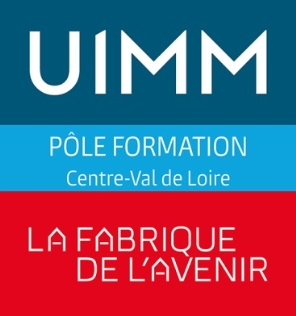 UIMM
PÔLE FORMATION
Centre-Val de Loire
LA FABRIQUE
DE L'AVENIR